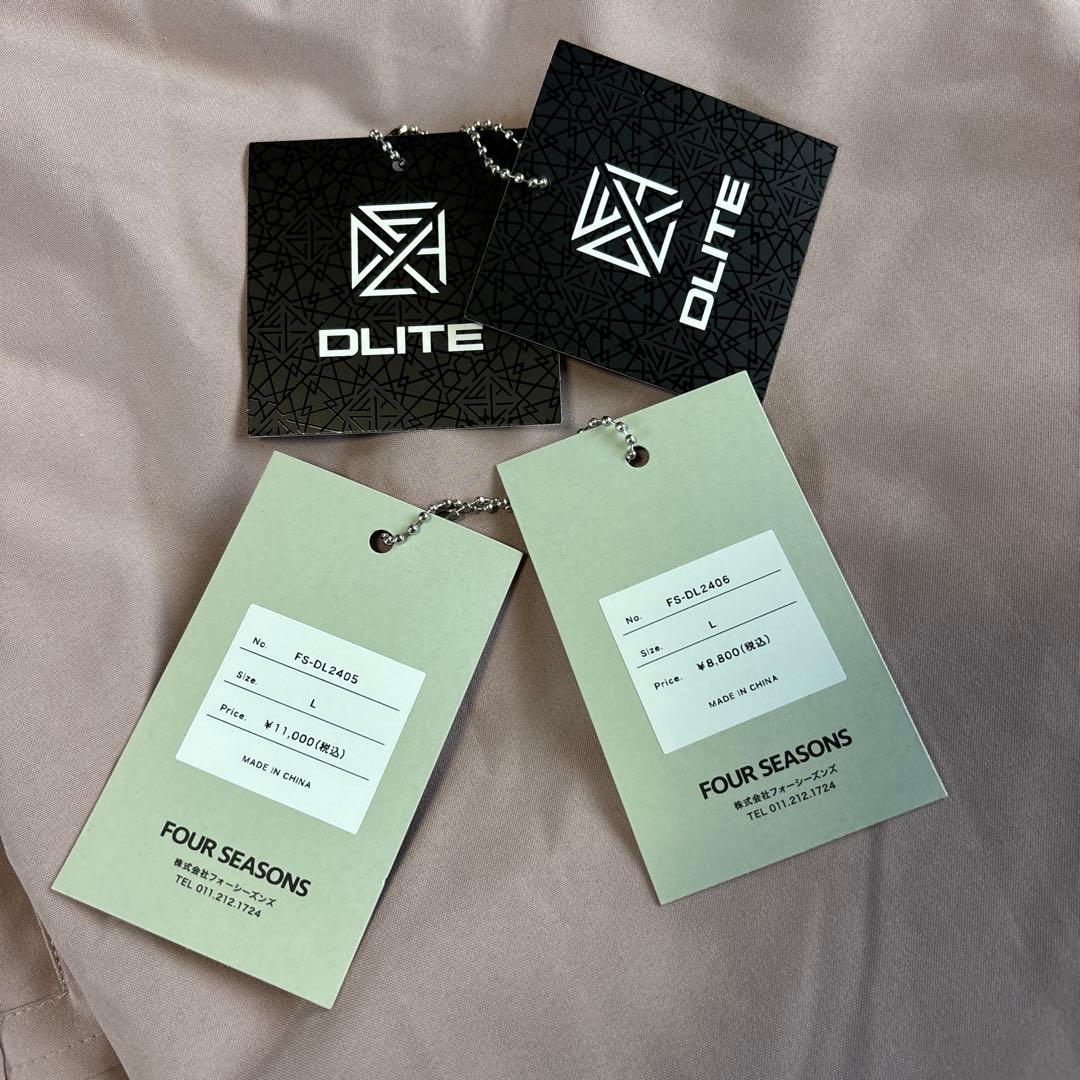 DLITE
DLITE
No. FS-DL2405
Size. L
Price. ¥11,000(税込)
MADE IN CHINA
FOUR SEASONS
株式会社フォーシーズンズ
TEL 011.212.1724
No. FS-DL2406
Size. L
Price. ¥8,800(税込)
MADE IN CHINA
FOUR SEASONS
株式会社フォーシーズンズ
TEL 011.212.1724